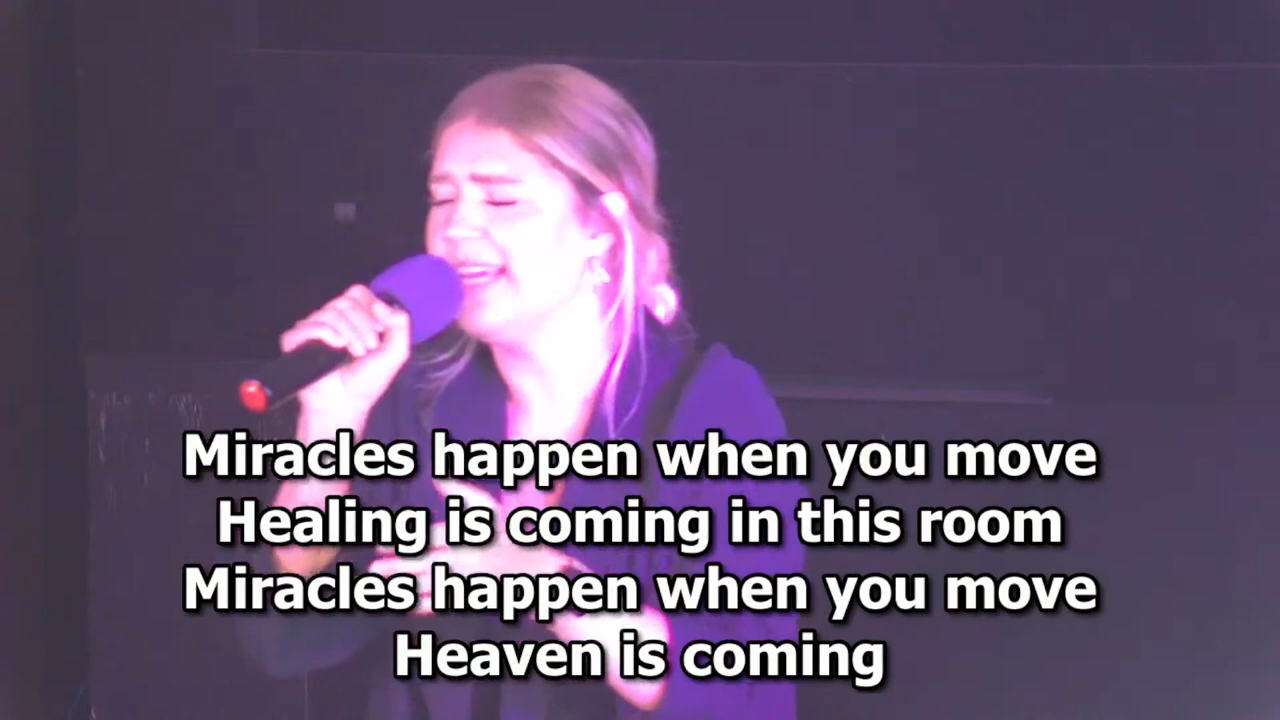 Miracles happen when you move
Healing is coming in this room
Miracles happen when you move
Heaven is coming